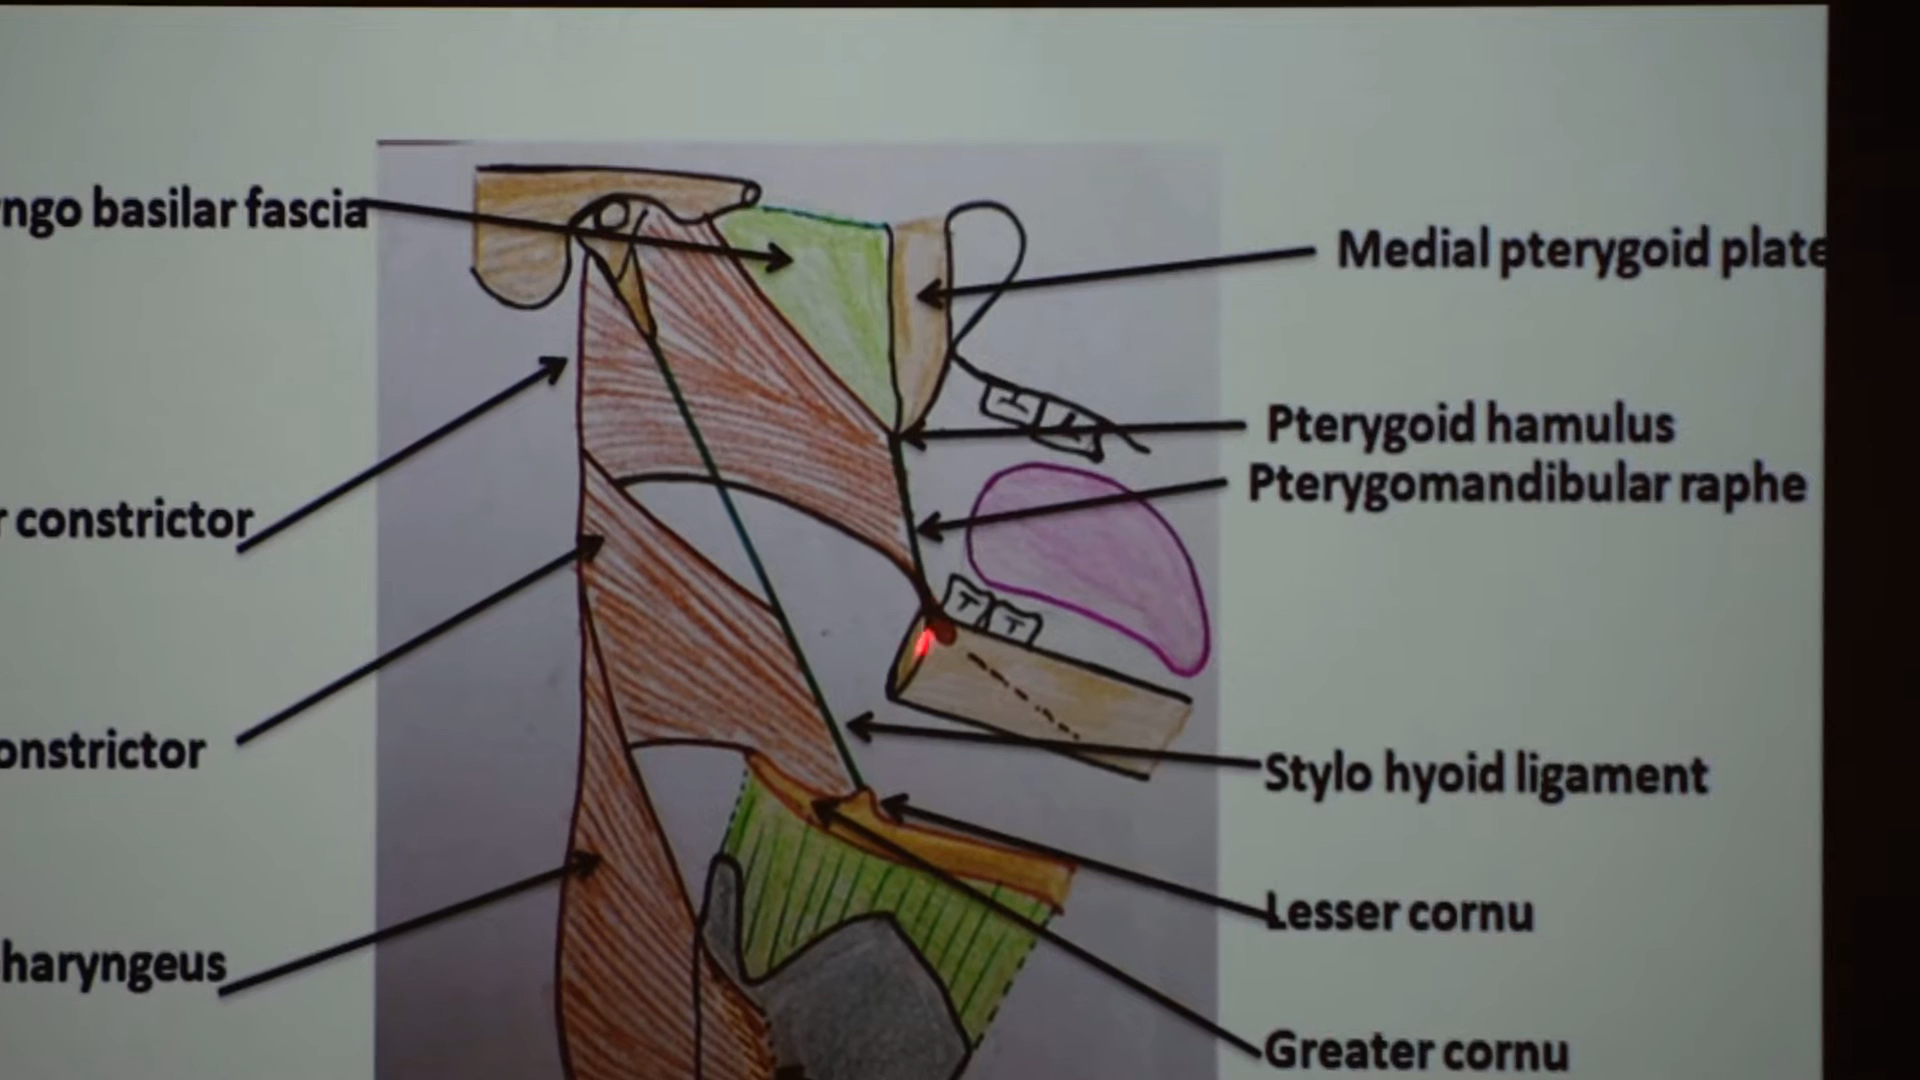 ngo basilar fascia
Medial pterygoid plate
Pterygoid hamulus
Pterygomandibular raphe
r constrictor
onstrictor
Stylo hyoid ligament
Lesser cornu
haryngeus
Greater cornu